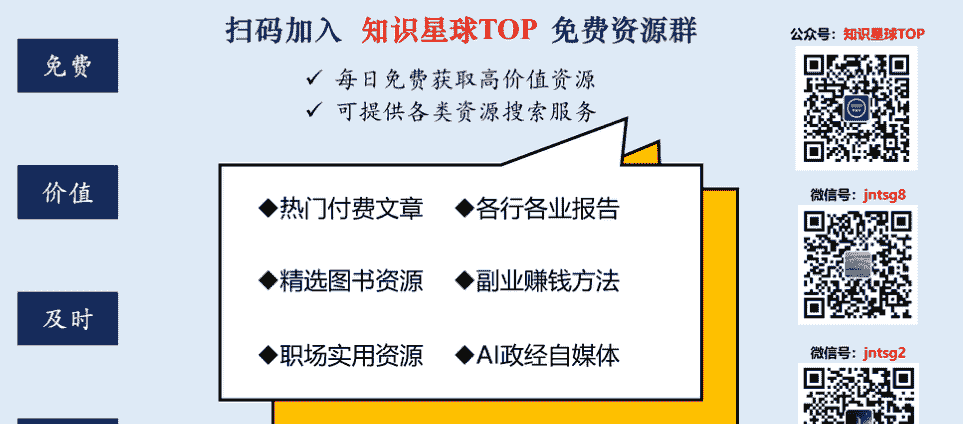 扫码加入 知识星球TOP 免费资源群
✓ 每日免费获取高价值资源
✓ 可提供各类资源搜索服务
免费
价值
及时
◆热门付费文章 ◆各行各业报告
◆精选图书资源 ◆副业赚钱方法
◆职场实用资源 ◆AI政经自媒体
公众号：知识星球TOP
微信号：jntsg8
微信号：jntsg2